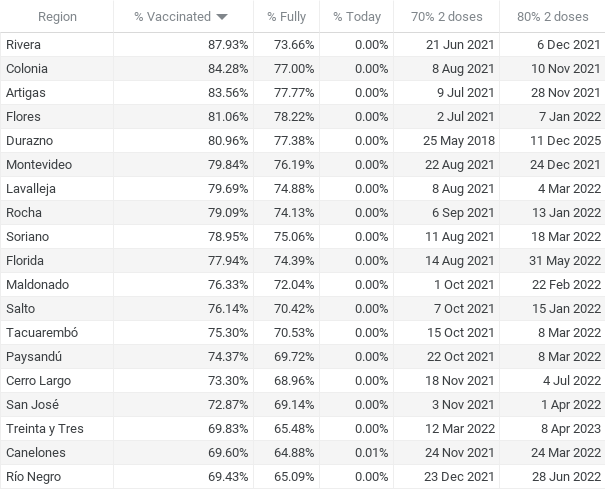 Region % Vaccinated % Fully % Today 70% 2 doses 80% 2 doses
Rivera 87.93% 73.66% 0.00% 21 Jun 2021 6 Dec 2021
Colonia 84.28% 77.00% 0.00% 8 Aug 2021 10 Nov 2021
Artigas 83.56% 77.77% 0.00% 9 Jul 2021 28 Nov 2021
Flores 81.06% 78.22% 0.00% 2 Jul 2021 7 Jan 2022
Durazno 80.96% 77.38% 0.00% 25 May 2018 11 Dec 2025
Montevideo 79.84% 76.19% 0.00% 22 Aug 2021 24 Dec 2021
Lavalleja 79.69% 74.88% 0.00% 8 Aug 2021 4 Mar 2022
Rocha 79.09% 74.13% 0.00% 6 Sep 2021 13 Jan 2022
Soriano 78.95% 75.06% 0.00% 11 Aug 2021 18 Mar 2022
Florida 77.94% 74.39% 0.00% 14 Aug 2021 31 May 2022
Maldonado 76.33% 72.04% 0.00% 1 Oct 2021 22 Feb 2022
Salto 76.14% 70.42% 0.00% 7 Oct 2021 15 Jan 2022
Tacuarembó 75.30% 70.53% 0.00% 15 Oct 2021 8 Mar 2022
Paysandú 74.37% 69.72% 0.00% 22 Oct 2021 8 Mar 2022
Cerro Largo 73.30% 68.96% 0.00% 18 Nov 2021 4 Jul 2022
San José 72.87% 69.14% 0.00% 3 Nov 2021 1 Apr 2022
Treinta y Tres 69.83% 65.48% 0.00% 12 Mar 2022 8 Apr 2023
Canelones 69.60% 64.88% 0.01% 24 Nov 2021 24 Mar 2022
Río Negro 69.43% 65.09% 0.00% 23 Dec 2021 28 Jun 2022